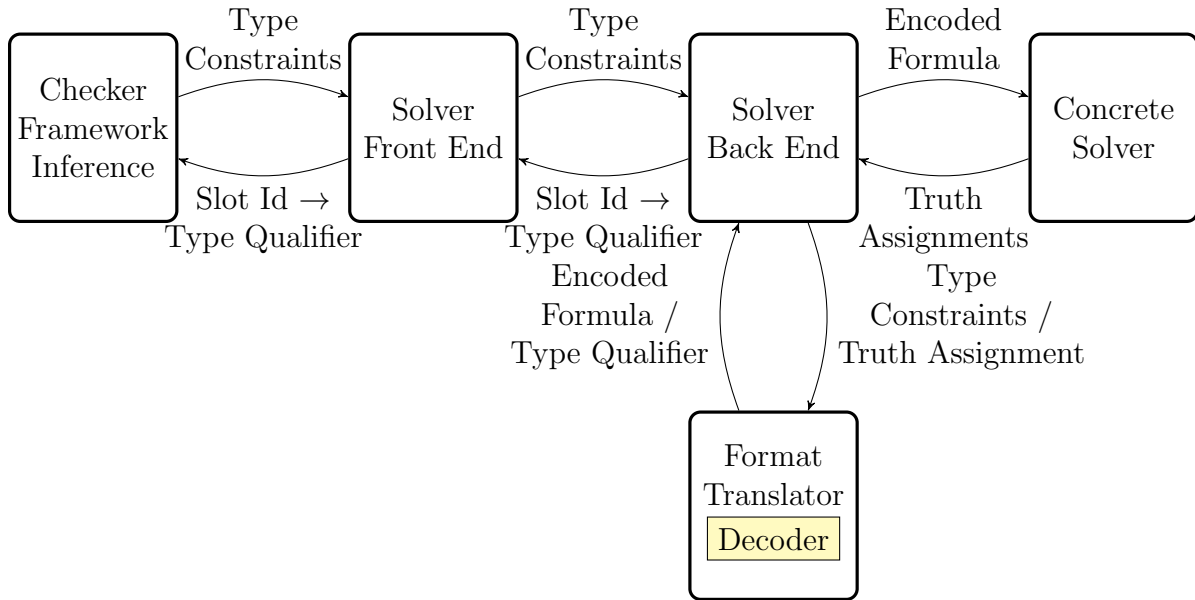 Type
Constraints
Type
Constraints
Encoded
Formula
Checker
Framework
Inference
Solver
Front End
Solver
Back End
Concrete
Solver
Slot Id →
Type Qualifier
Slot Id →
Type Qualifier
Truth
Assignments
Encoded
Formula /
Type Qualifier
Type
Constraints /
Truth Assignment
Format
Translator
Decoder